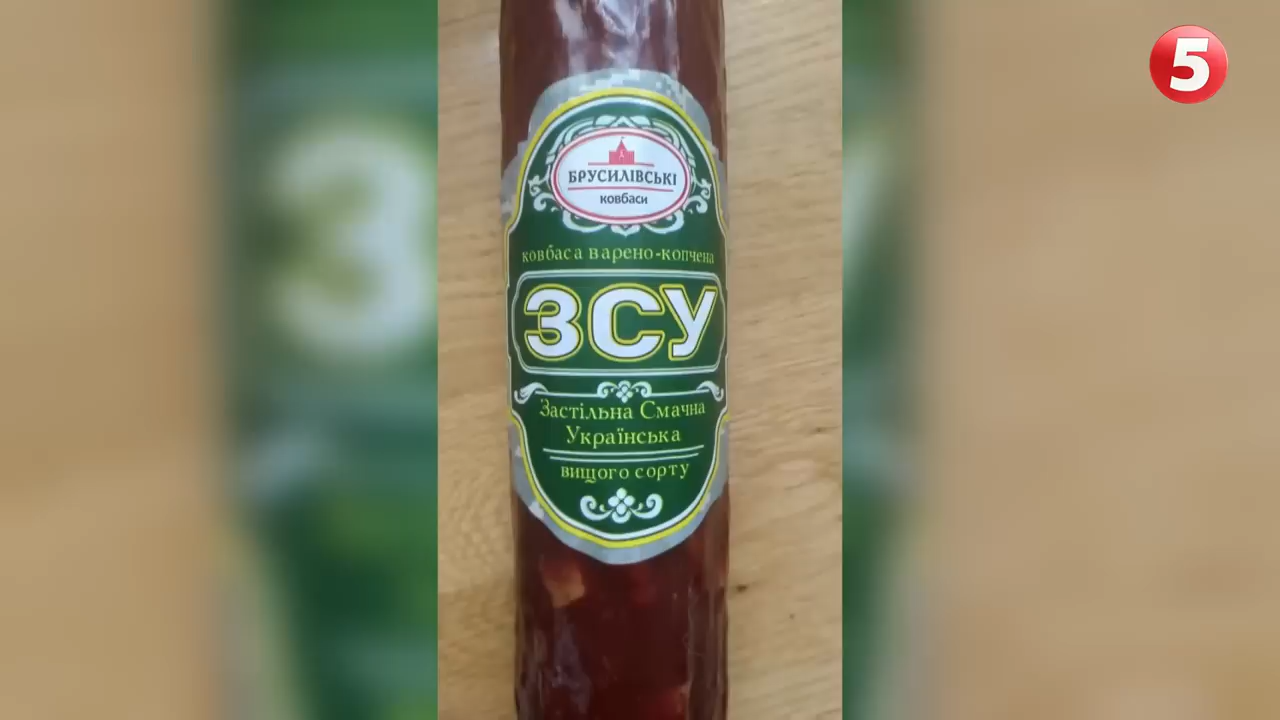 5
БРУСИЛІВСЬКІ
ковбаси
ковбаса варено-копчена
ЗСУ
Застільна Смачна
Українська
вищого сорту